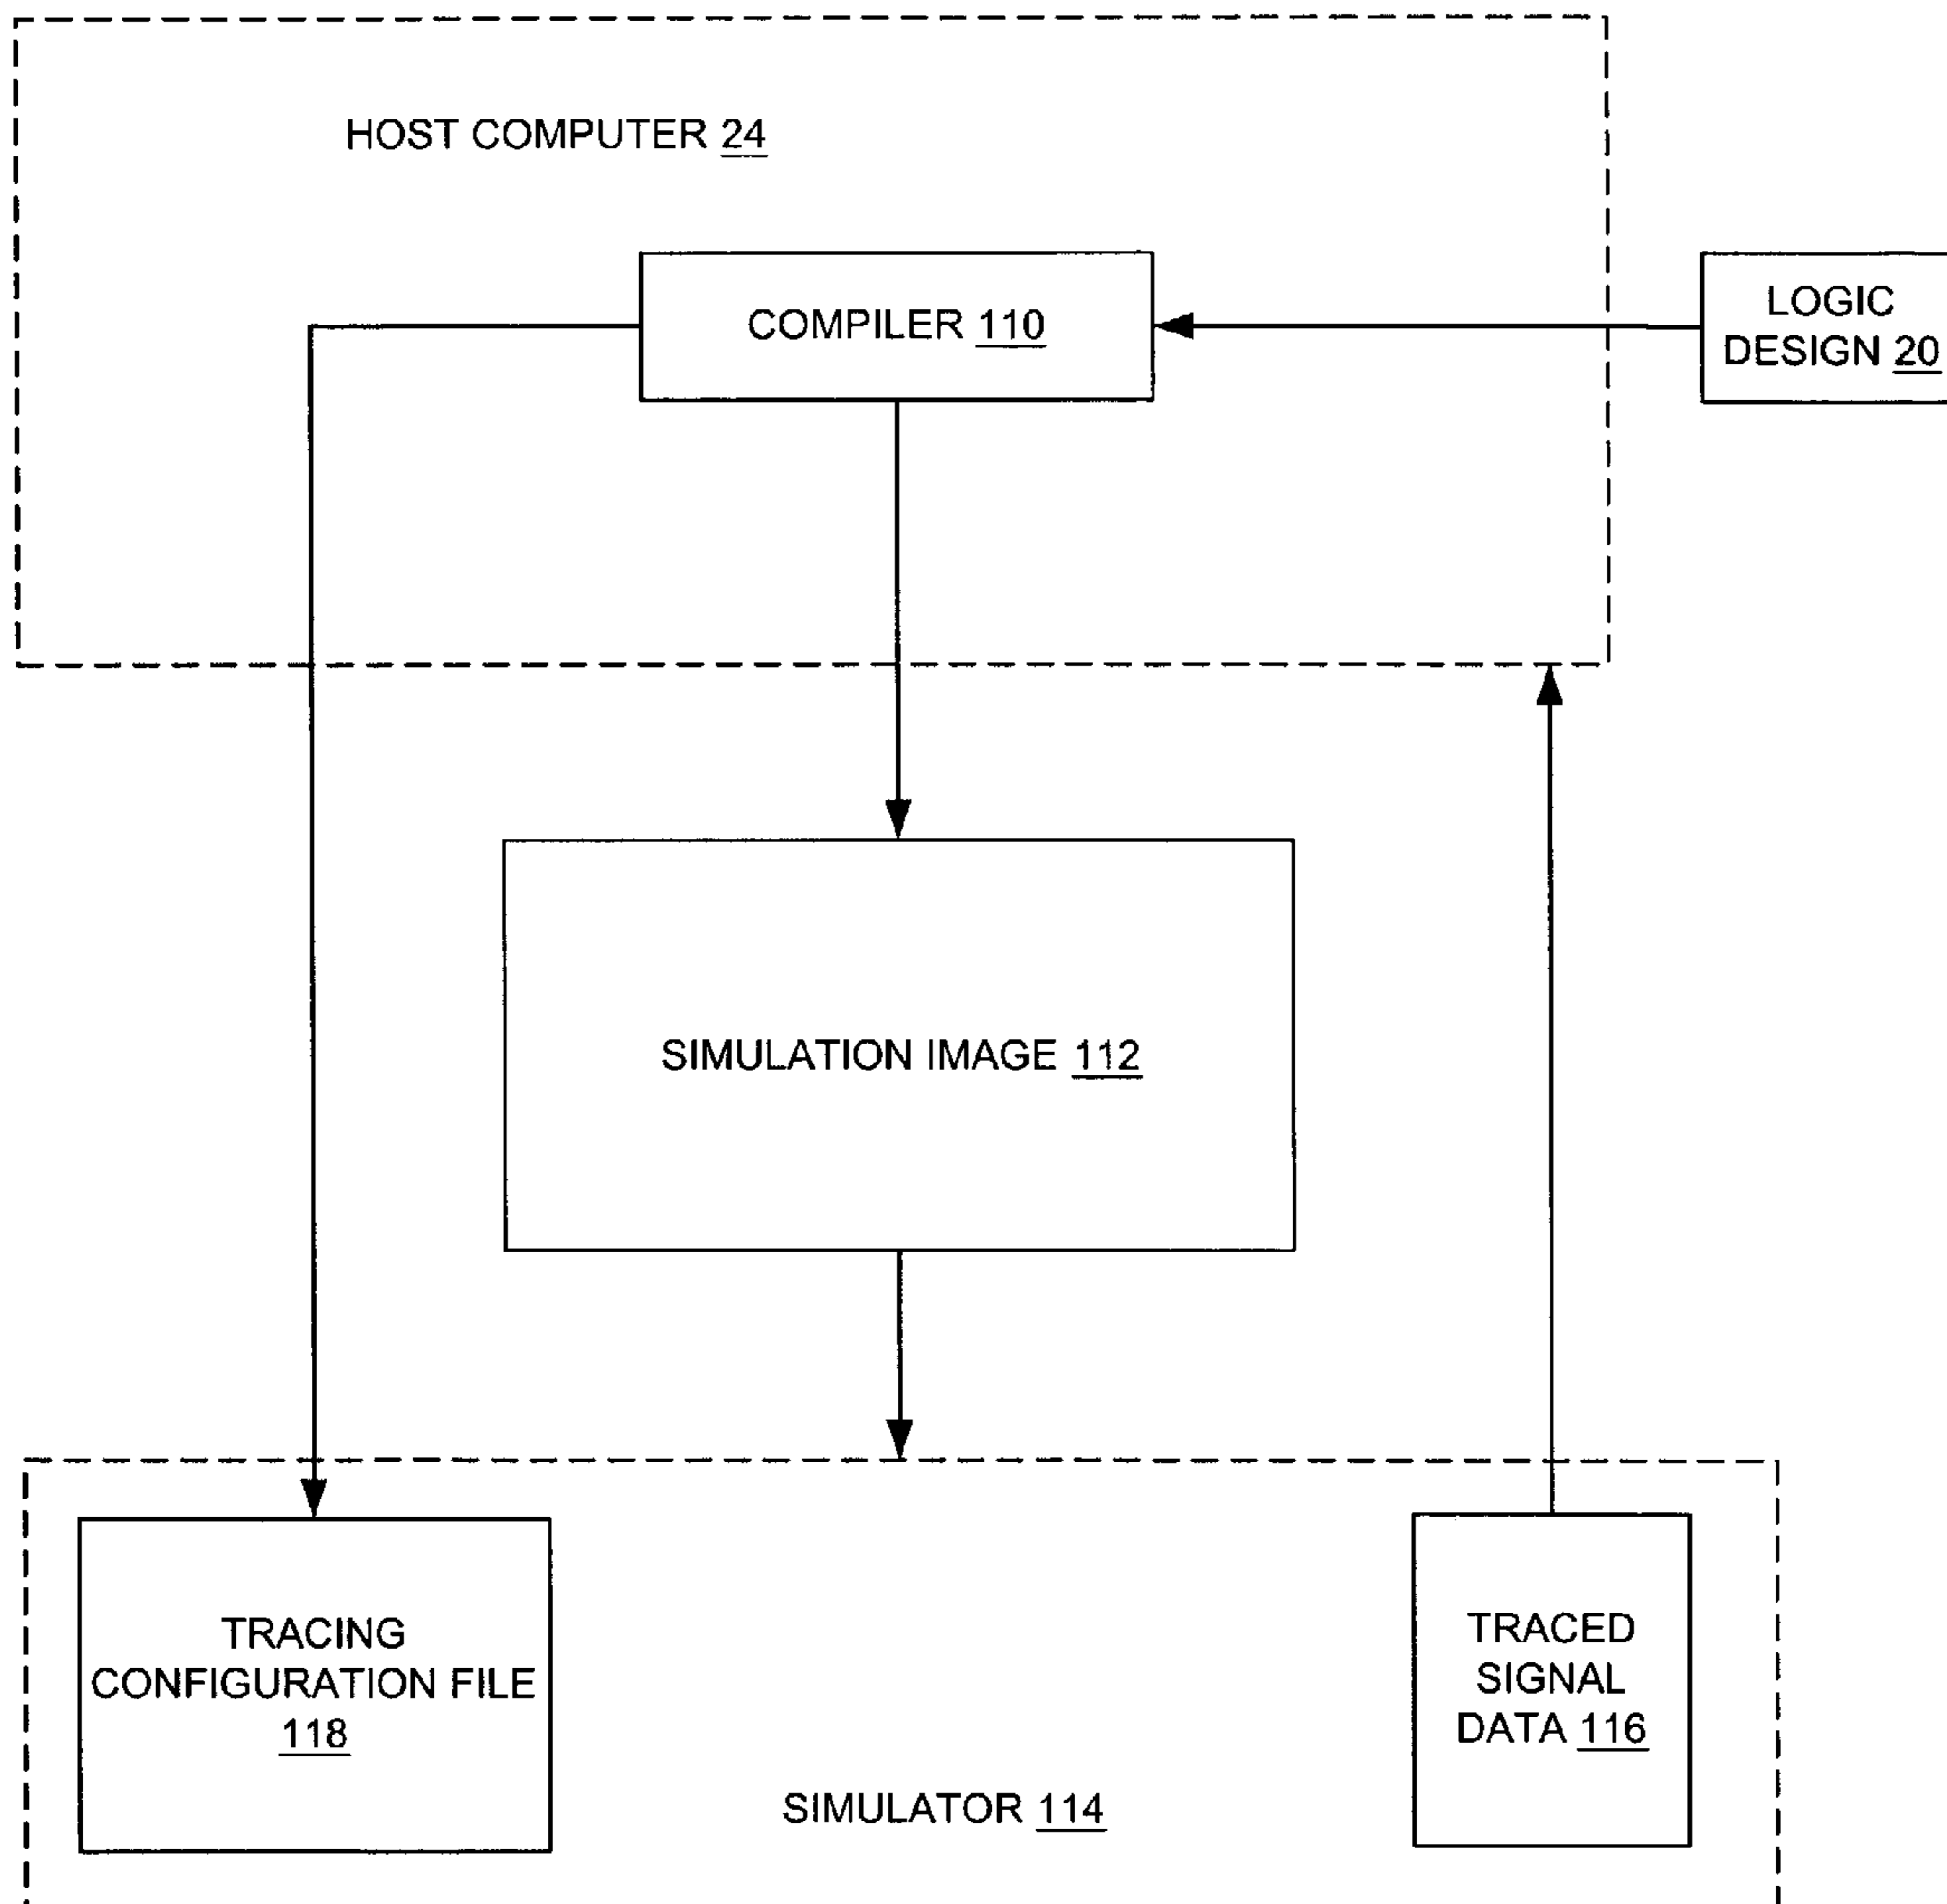 HOST COMPUTER 24
COMPILER 110
LOGIC
DESIGN 20
SIMULATION IMAGE 112
TRACING
CONFIGURATION FILE
118
TRACED
SIGNAL
DATA 116
SIMULATOR 114